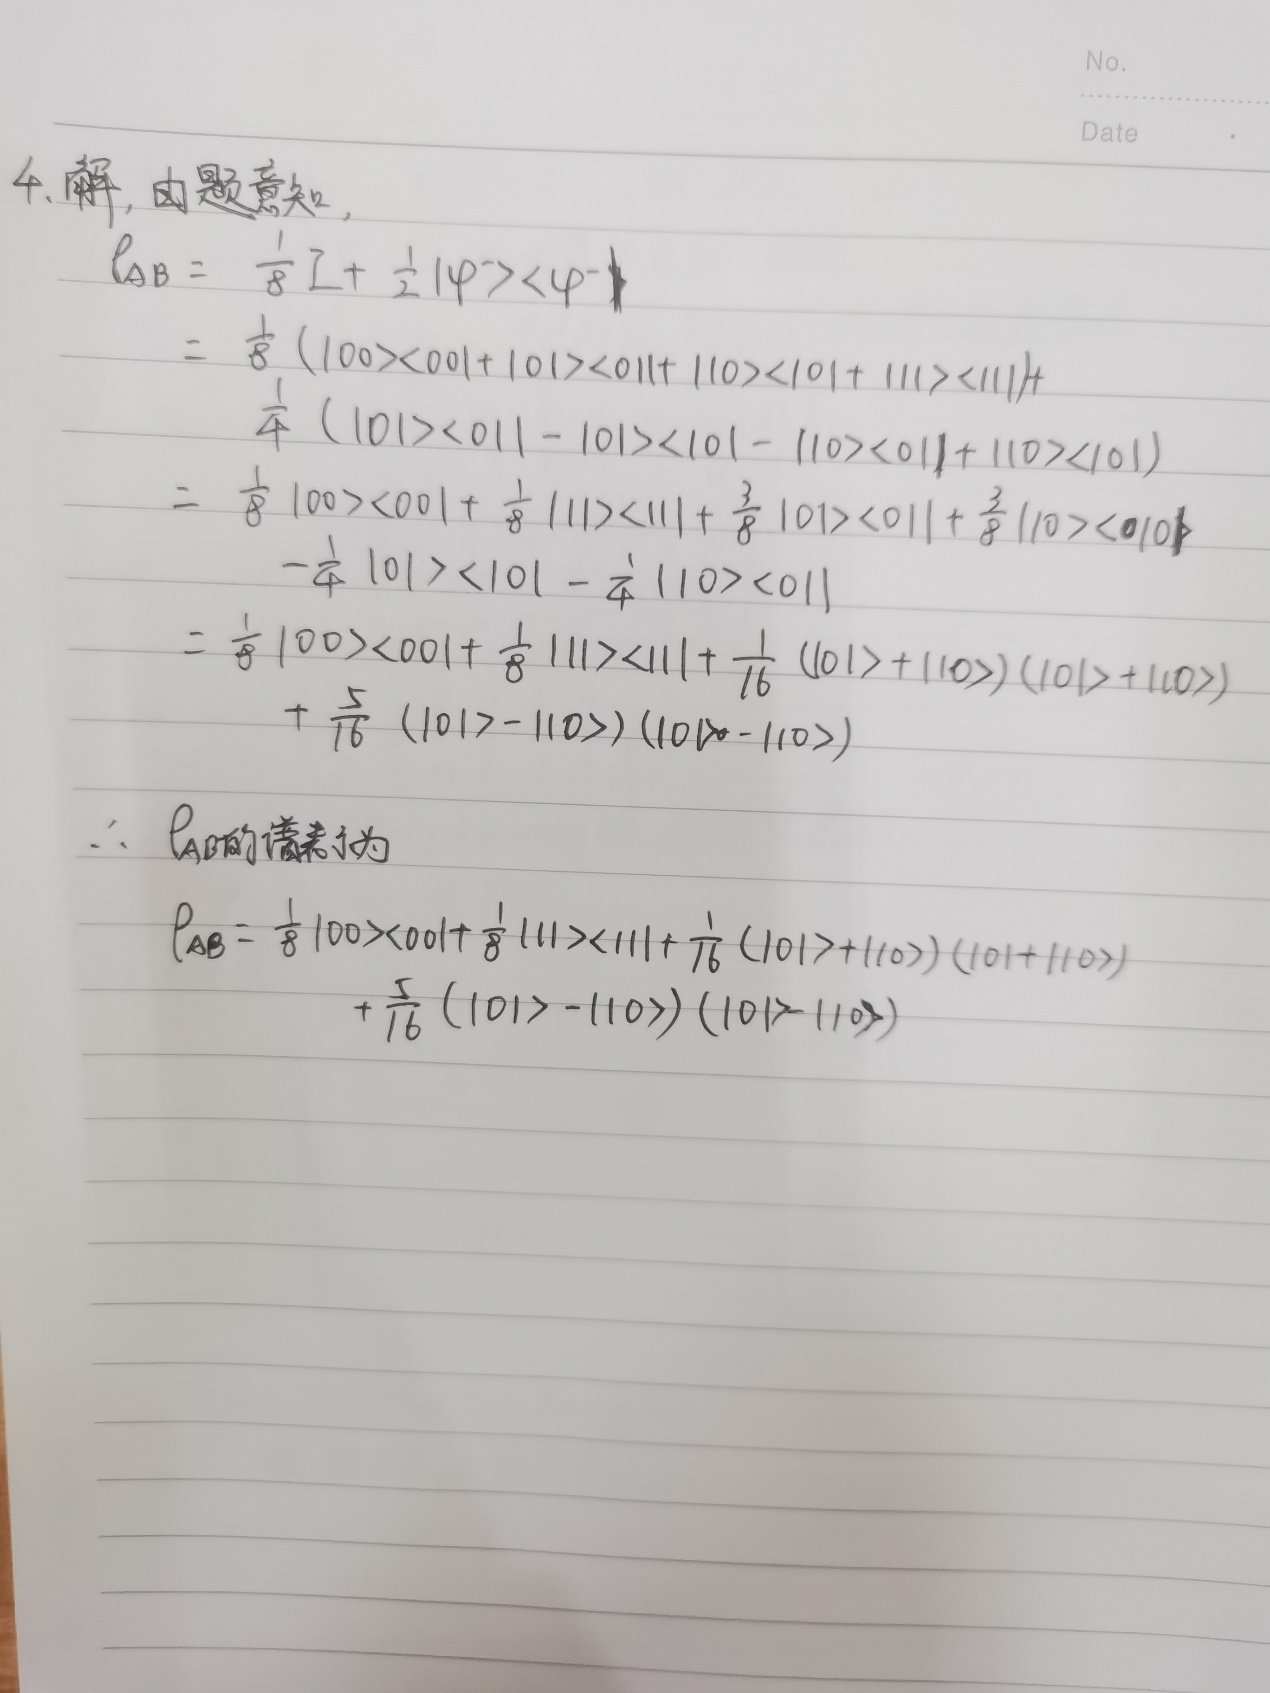 No.
Date
4. 解，由题意知，
ρAB = 1/8 I + 1/2 |ψ⁻><ψ⁻|
= 1/8 (|00><00| + |01><01| + |10><10| + |11><11|) +
1/4 (|01><01| - |01><10| - |10><01| + |10><10|)
= 1/8 |00><00| + 1/8 |11><11| + 3/8 |01><01| + 3/8 |10><010|
- 1/4 |01><10| - 1/4 |10><01|
= 1/8 |00><00| + 1/8 |11><11| + 1/16 (|01>+|10>)(|01>+|10>)
+ 5/16 (|01>-|10>)(|01>-|10>)
∴ ρAB的谱表示为
ρAB = 1/8 |00><00| + 1/8 |11><11| + 1/16 (|01>+|10>)(|01+|10>)
+ 5/16 (|01>-|10>)(|01>-|10>)